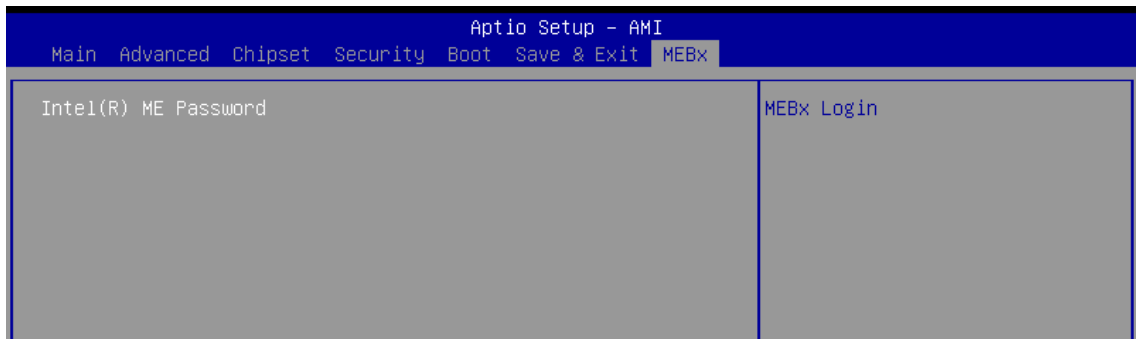 Aptio Setup – AMI
Main Advanced Chipset Security Boot Save & Exit MEBx
Intel(R) ME Password
MEBx Login